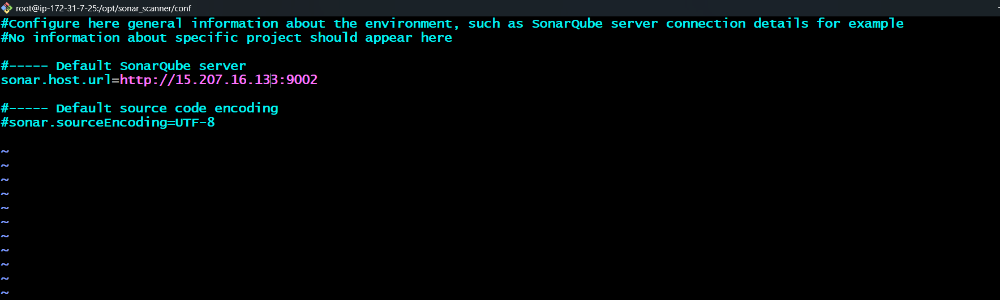 root@ip-172-31-7-25:/opt/sonar_scanner/conf
#Configure here general information about the environment, such as SonarQube server connection details for example
#No information about specific project should appear here
#----- Default SonarQube server
sonar.host.url=http://15.207.16.133:9002
#----- Default source code encoding
#sonar.sourceEncoding=UTF-8
~
~
~
~
~
~
~
~
~
~
~